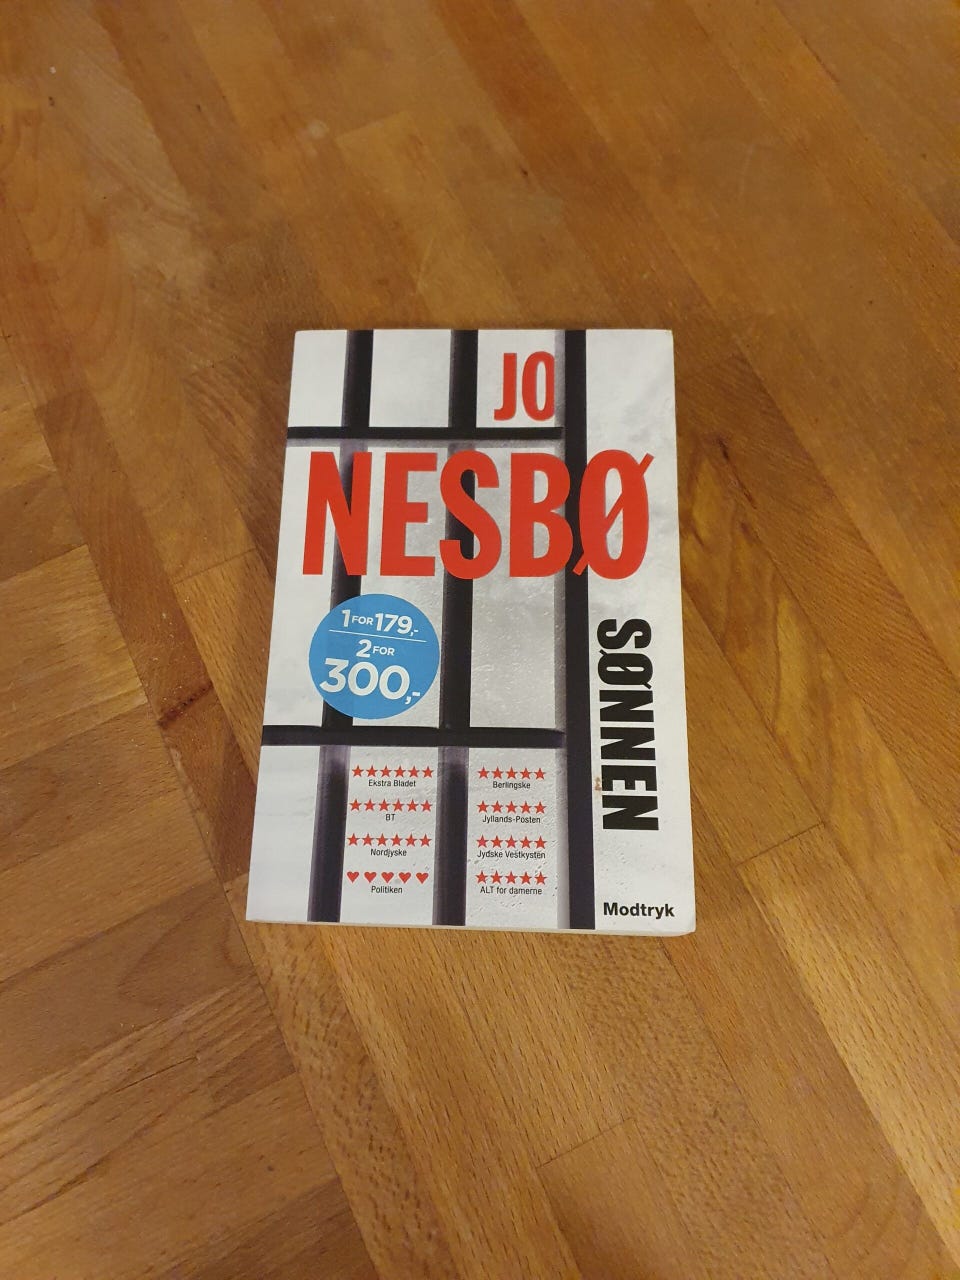 JO
NESBØ
SØNNEN
1 FOR 179,-
2 FOR
300,-
★★★★★★
Ekstra Bladet
★★★★★★
BT
★★★★★★
Nordjyske
♥♥♥♥♥
Politiken
★★★★★
Berlingske
★★★★★
Jyllands-Posten
★★★★★
Jydske Vestkysten
★★★★★
ALT for damerne
Modtryk